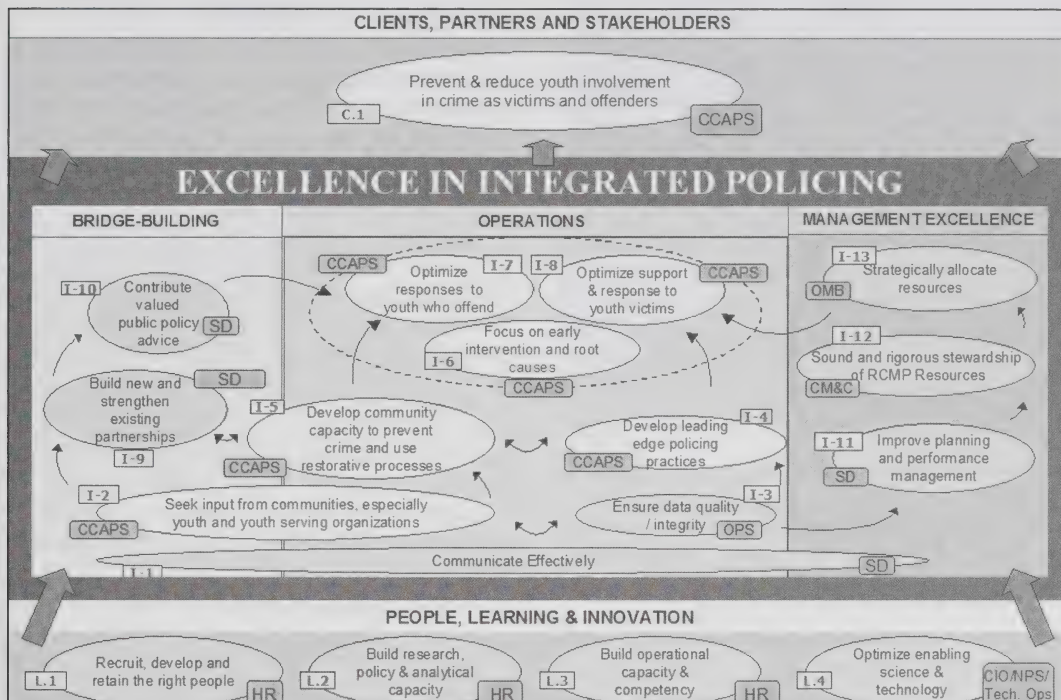 CLIENTS, PARTNERS AND STAKEHOLDERS
Prevent & reduce youth involvement
in crime as victims and offenders
C.1
CCAPS
EXCELLENCE IN INTEGRATED POLICING
BRIDGE-BUILDING
I-10
Contribute
valued
public policy
advice
SD
Build new and
strengthen
existing
partnerships
SD
I-9
OPERATIONS
CCAPS
Optimize
responses to
youth who offend
I-7
I-8
Optimize support
& response to
youth victims
CCAPS
Focus on early
intervention and root
causes
I-6
CCAPS
I-5
Develop community
capacity to prevent
crime and use
restorative processes
CCAPS
I-4
Develop leading
edge policing
practices
CCAPS
I-2
Seek input from communities, especially
youth and youth serving organizations
CCAPS
I-3
Ensure data quality
/ integrity
OPS
MANAGEMENT EXCELLENCE
I-13
Strategically allocate
resources
OMB
I-12
Sound and rigorous stewardship
of RCMP Resources
CM&C
I-11
Improve planning
and performance
management
SD
Communicate Effectively
I-1
SD
PEOPLE, LEARNING & INNOVATION
Recruit, develop and
retain the right people
L.1
HR
Build research,
policy & analytical
capacity
L.2
HR
Build operational
capacity &
competency
L.3
HR
Optimize enabling
science &
technology
L.4
CIO/NPS/
Tech. Ops